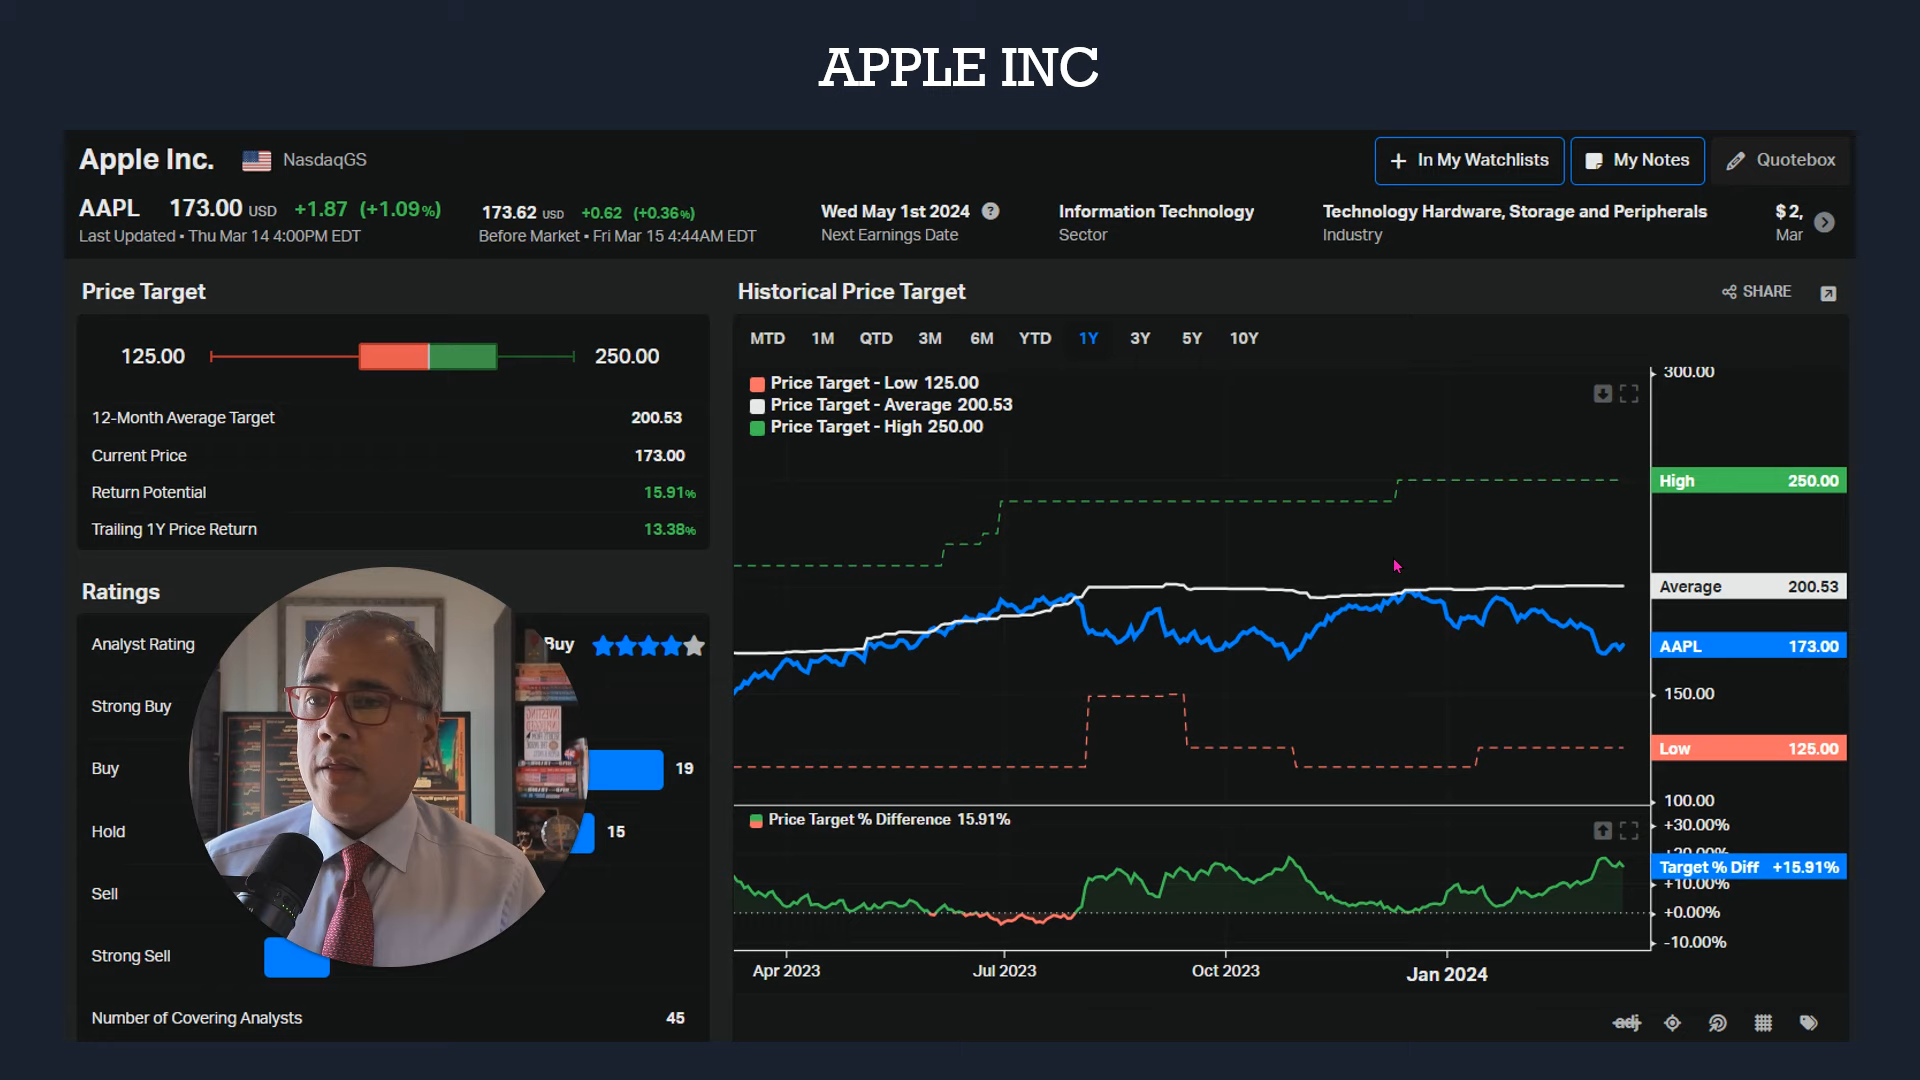 APPLE INC
Apple Inc. NasdaqGS
In My Watchlists
My Notes
Quotebox
AAPL 173.00 USD +1.87 (+1.09%)
Last Updated • Thu Mar 14 4:00PM EDT
173.62 USD +0.62 (+0.36%)
Before Market • Fri Mar 15 4:44AM EDT
Wed May 1st 2024
Next Earnings Date
Information Technology
Sector
Technology Hardware, Storage and Peripherals
Industry
$2,
Mar
Price Target
125.00 250.00
12-Month Average Target 200.53
Current Price 173.00
Return Potential 15.91%
Trailing 1Y Price Return 13.38%
Ratings
Analyst Rating Buy
Strong Buy
Buy 19
Hold 15
Sell
Strong Sell
Number of Covering Analysts 45
Historical Price Target
SHARE
MTD 1M QTD 3M 6M YTD 1Y 3Y 5Y 10Y
Price Target - Low 125.00
Price Target - Average 200.53
Price Target - High 250.00
300.00
High 250.00
Average 200.53
AAPL 173.00
150.00
Low 125.00
100.00
Price Target % Difference 15.91%
+30.00%
+20.00%
Target % Diff +15.91%
+10.00%
+0.00%
-10.00%
Apr 2023 Jul 2023 Oct 2023 Jan 2024
adj